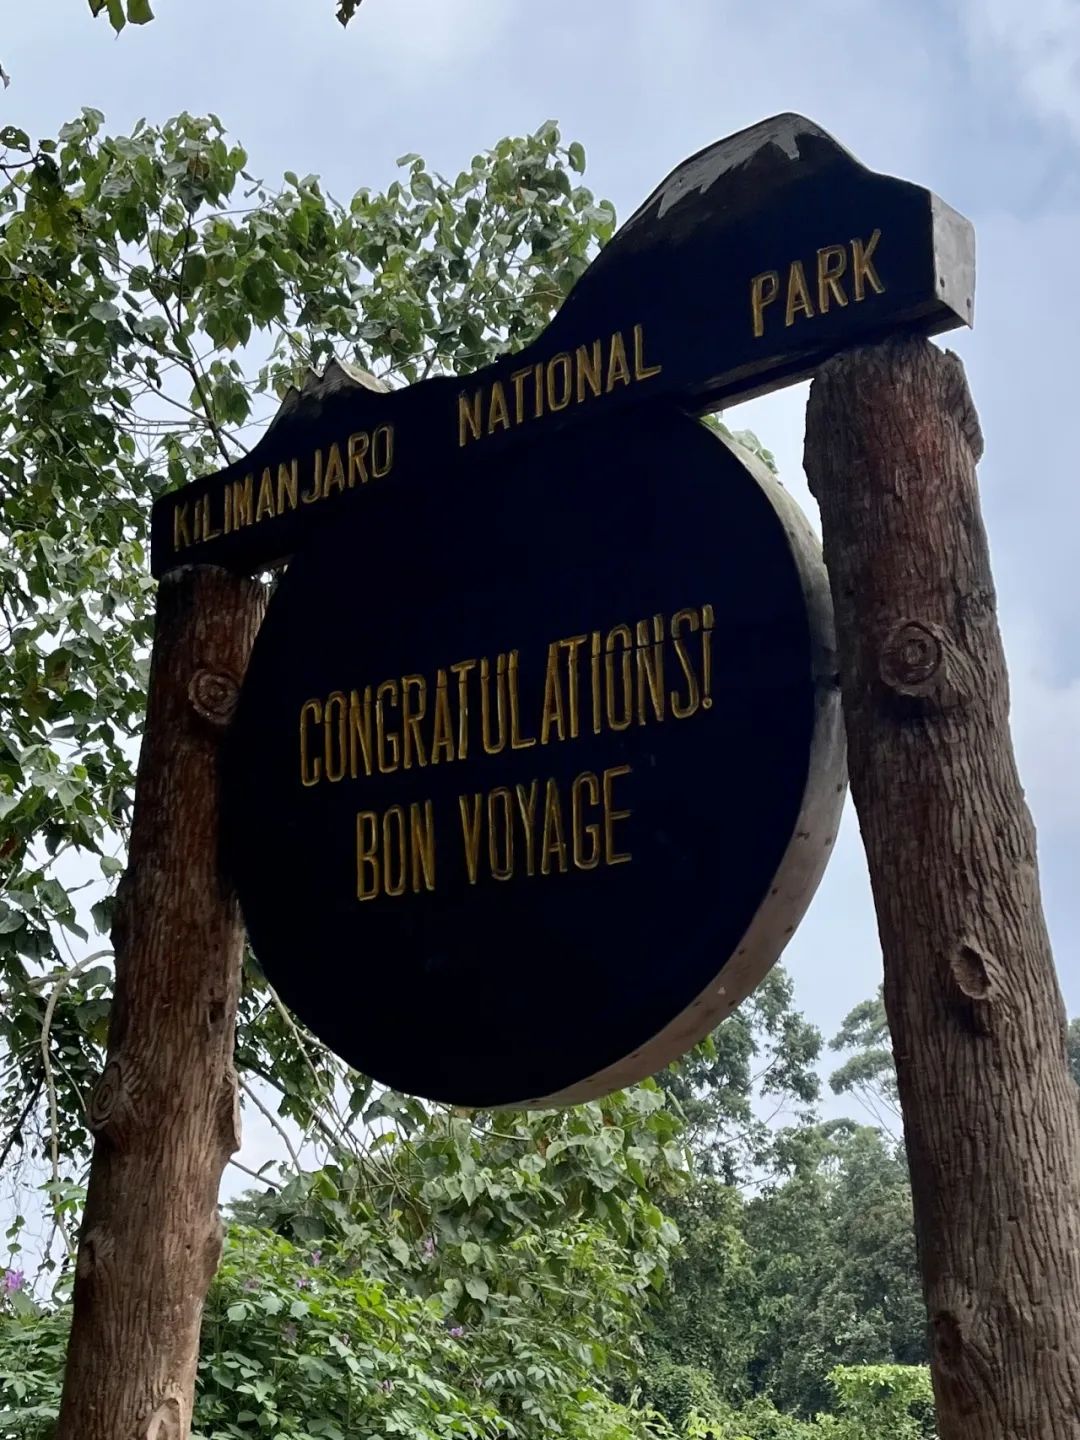 KILIMANJARO NATIONAL PARK
CONGRATULATIONS!
BON VOYAGE